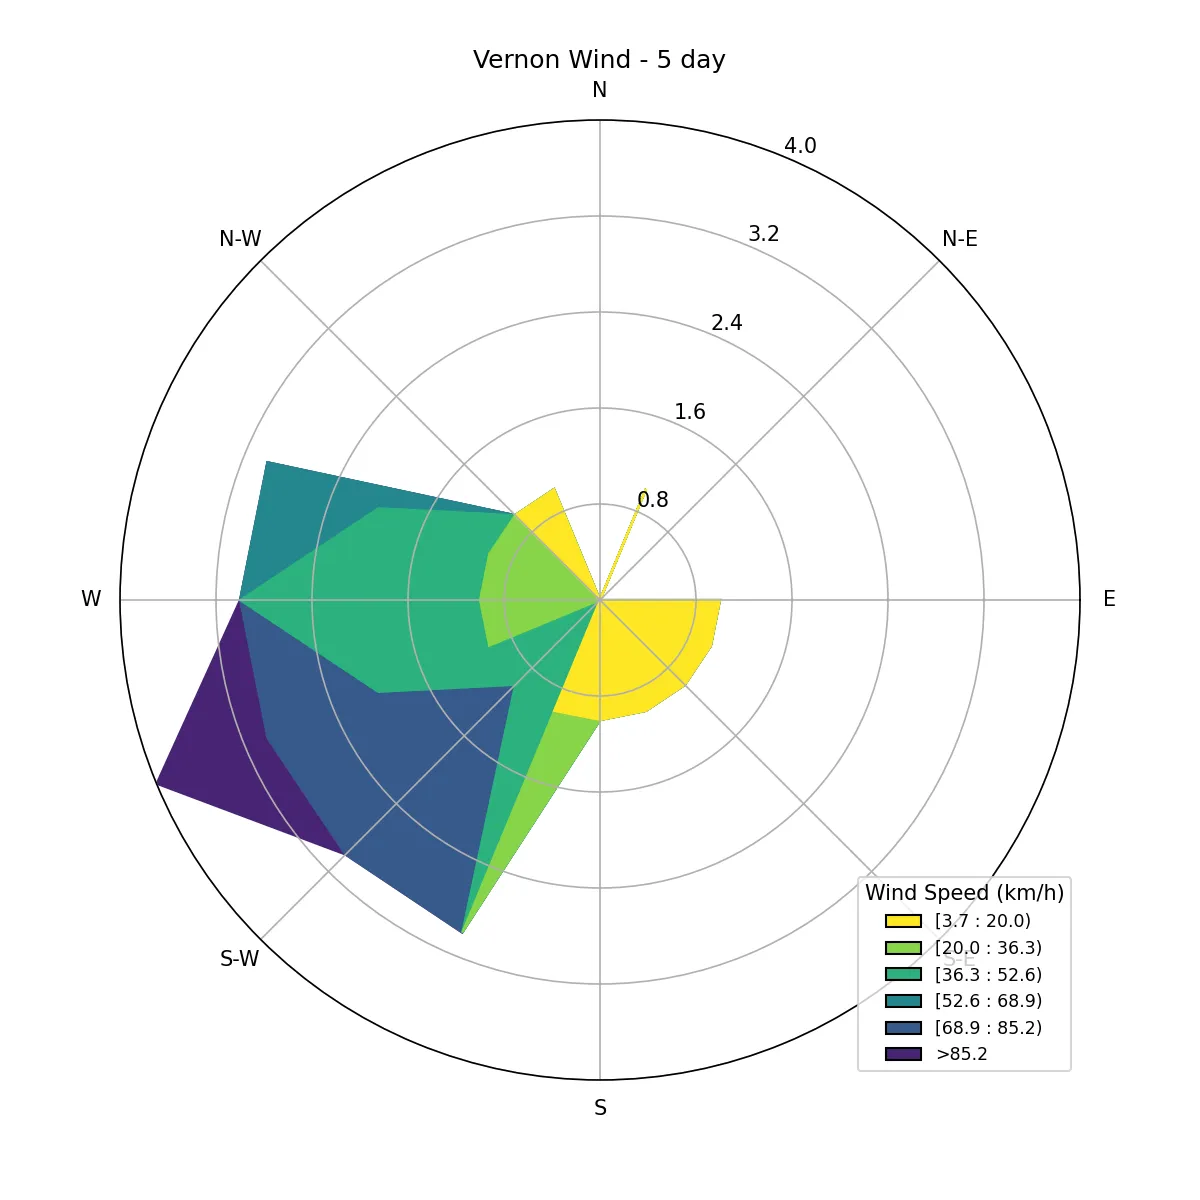 Vernon Wind - 5 day
N
4.0
N-W
3.2
N-E
2.4
1.6
0.8
W
E
Wind Speed (km/h)
[3.7 : 20.0)
[20.0 : 36.3)
S-W
S-E
[36.3 : 52.6)
[52.6 : 68.9)
[68.9 : 85.2)
>85.2
S